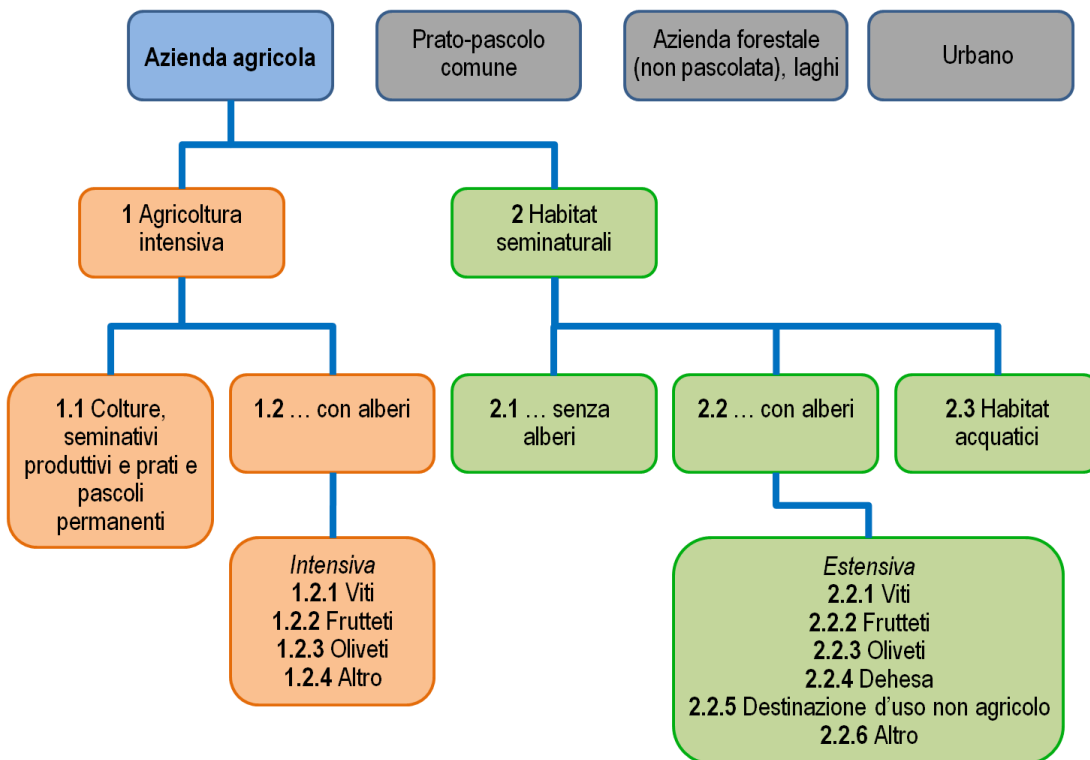 Azienda agricola
Prato-pascolo
comune
Azienda forestale
(non pascolata), laghi
Urbano
1 Agricoltura
intensiva
2 Habitat
seminaturali
1.1 Colture,
seminativi
produttivi e prati e
pascoli
permanenti
1.2 … con alberi
2.1 … senza
alberi
2.2 … con alberi
2.3 Habitat
acquatici
Intensiva
1.2.1 Viti
1.2.2 Frutteti
1.2.3 Oliveti
1.2.4 Altro
Estensiva
2.2.1 Viti
2.2.2 Frutteti
2.2.3 Oliveti
2.2.4 Dehesa
2.2.5 Destinazione d'uso non agricolo
2.2.6 Altro